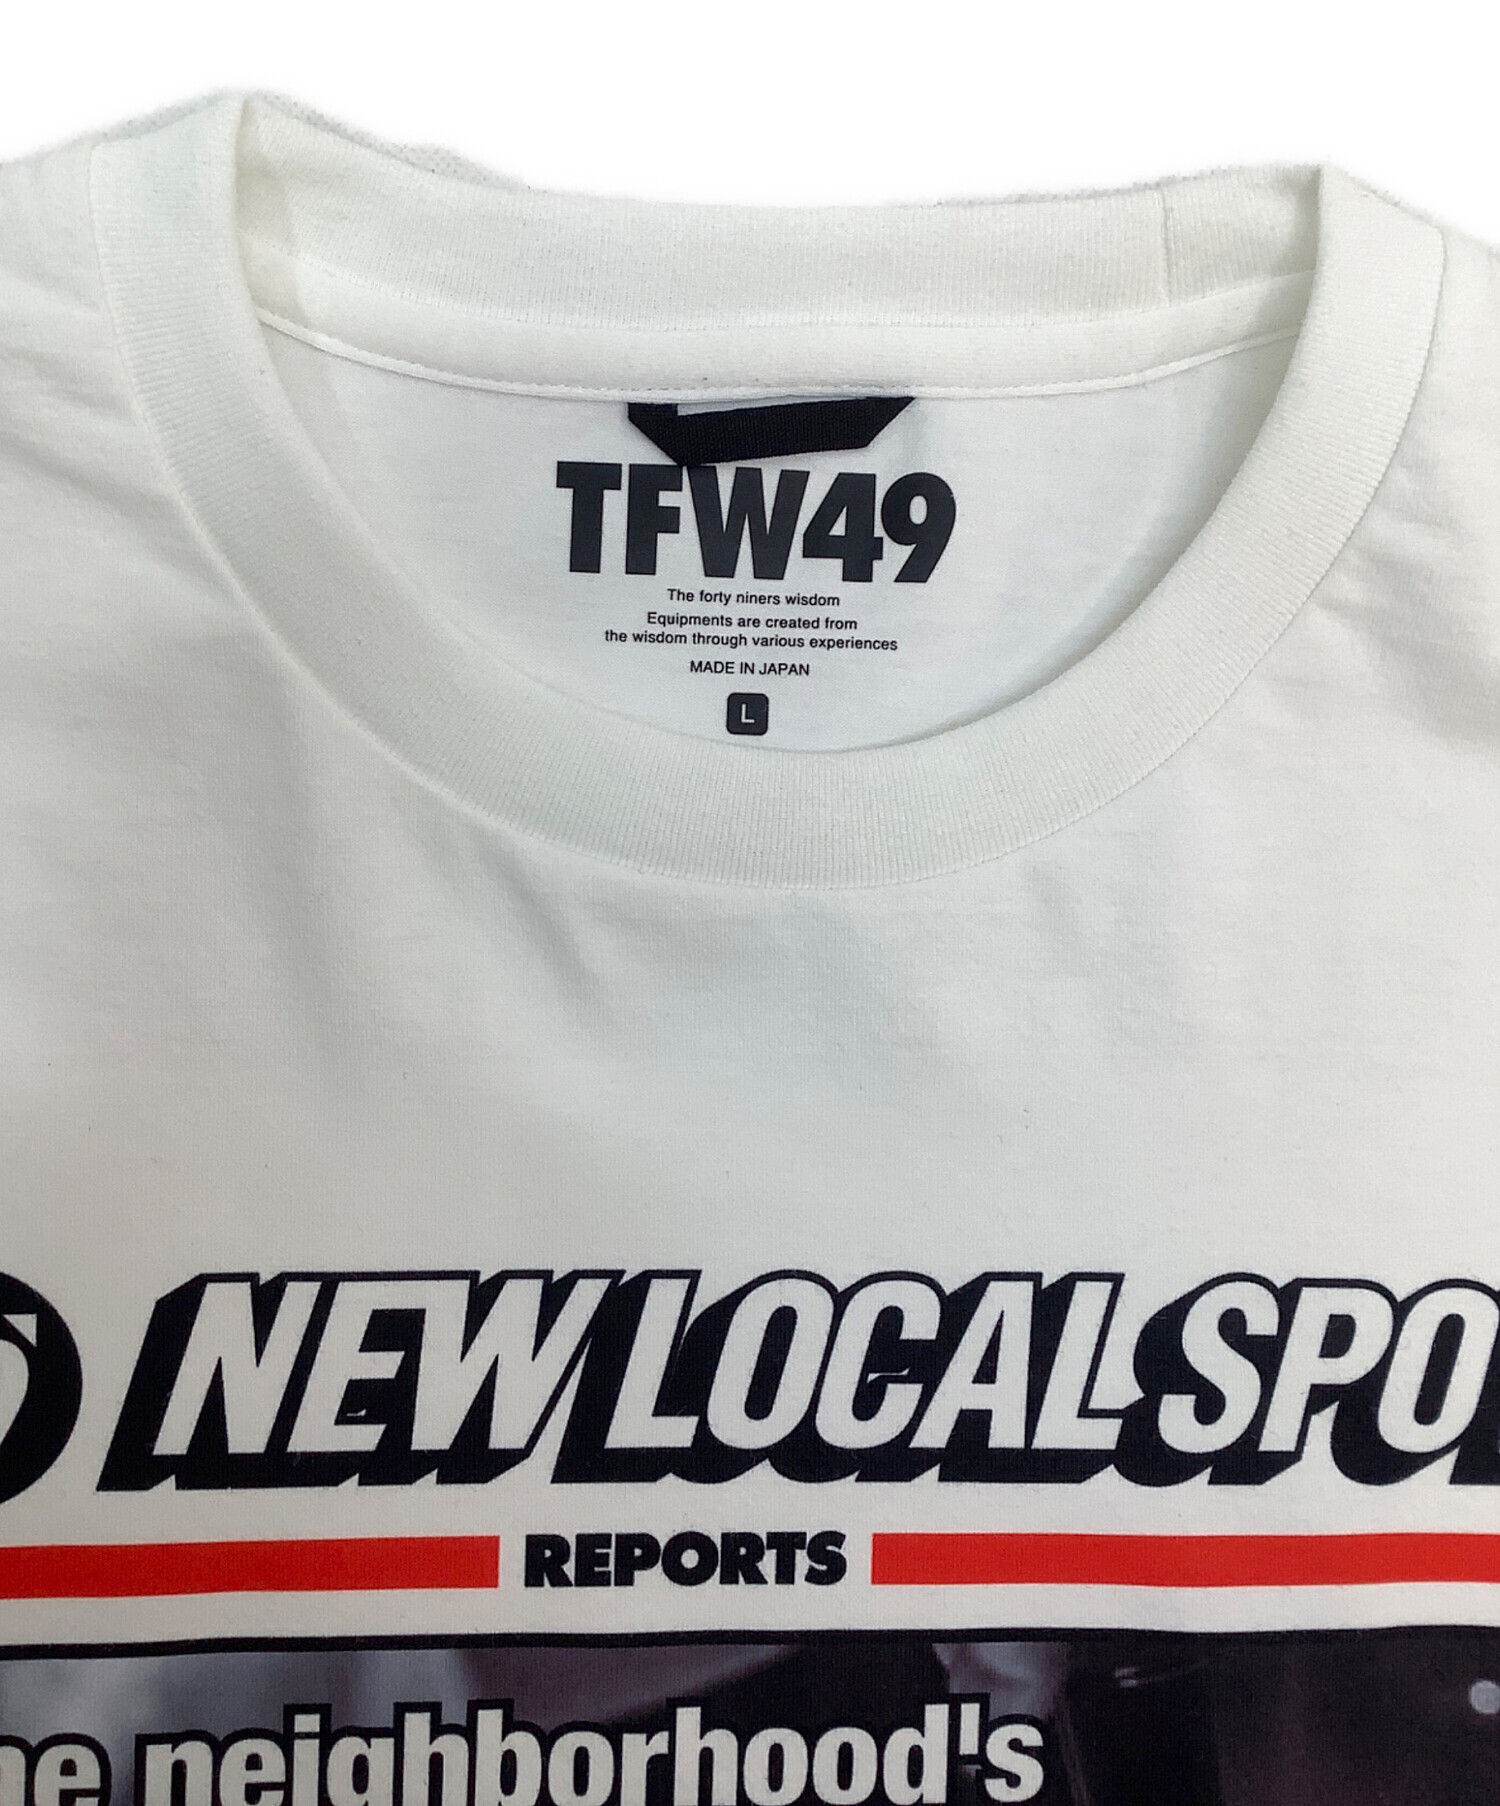 TFW49
The forty niners wisdom
Equipments are created from
the wisdom through various experiences
MADE IN JAPAN
L
NEW LOCAL SPO
REPORTS
neighborhood's